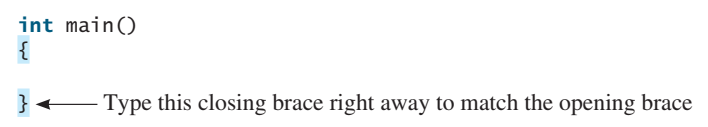 int main()
{
} Type this closing brace right away to match the opening brace